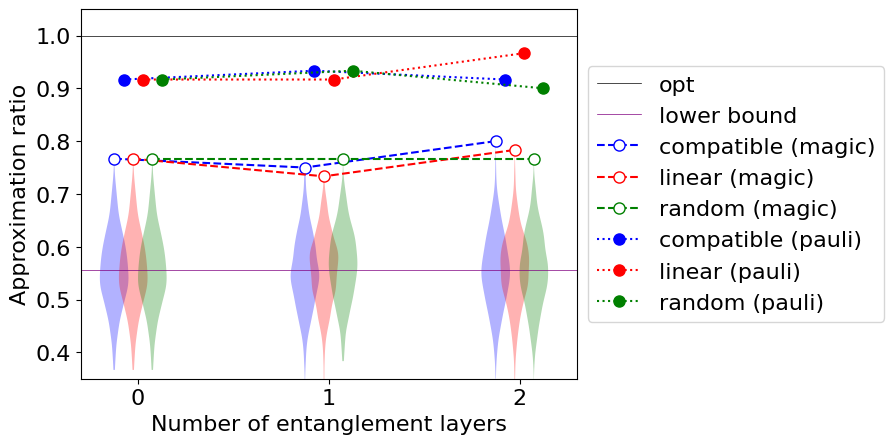 Approximation ratio
1.0
0.9
0.8
0.7
0.6
0.5
0.4
0
1
2
Number of entanglement layers
opt
lower bound
compatible (magic)
linear (magic)
random (magic)
compatible (pauli)
linear (pauli)
random (pauli)